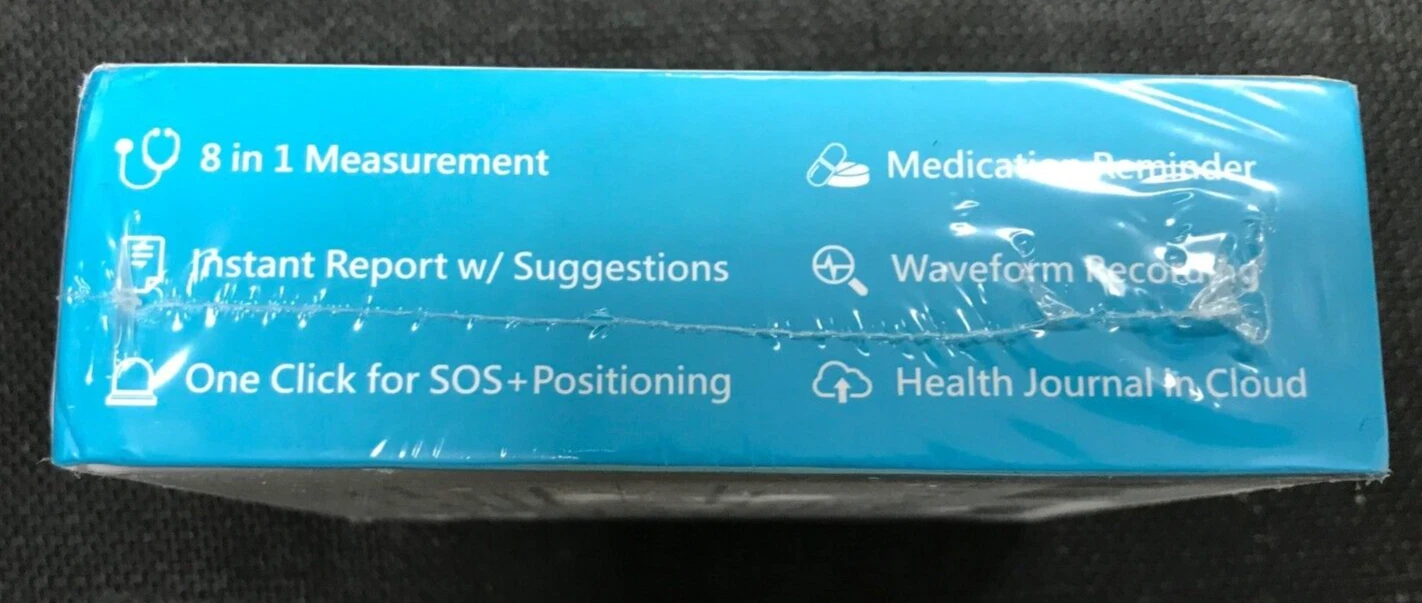 8 in 1 Measurement
Instant Report w/ Suggestions
One Click for SOS+Positioning
Medication Reminder
Waveform Recording
Health Journal in Cloud